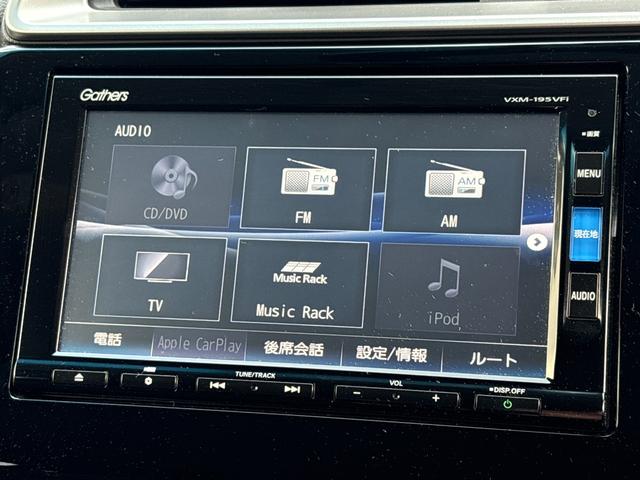 Gathers
VXM-195VFi
AUDIO
画質
MENU
CD/DVD
FM
FM
AM
AM
現在地
TV
Music Rack
Music Rack
iPod
AUDIO
電話
Apple CarPlay
後席会話
設定/情報
ルート
TUNE/TRACK
VOL
DISP.OFF
- +